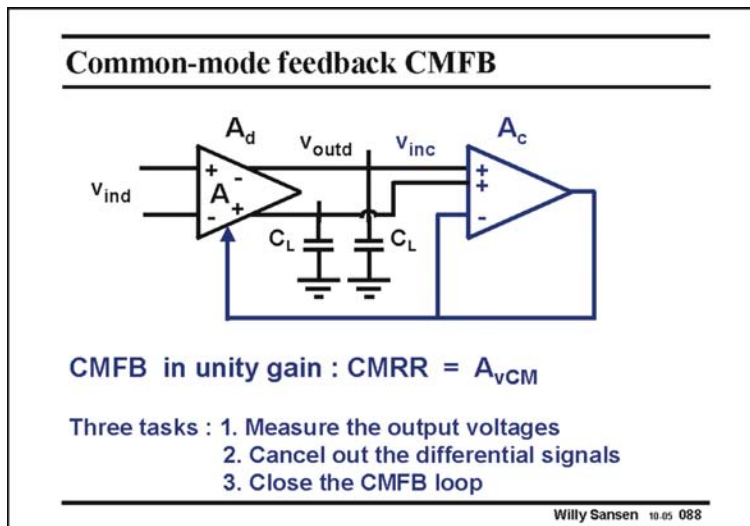 Common-mode feedback CMFB
A_d
v_outd
v_inc
A_c
v_ind
+
-
A
-
+
+
+
-
C_L
C_L
CMFB in unity gain : CMRR = A_vCM
Three tasks : 1. Measure the output voltages
2. Cancel out the differential signals
3. Close the CMFB loop
Willy Sansen 10-05 088